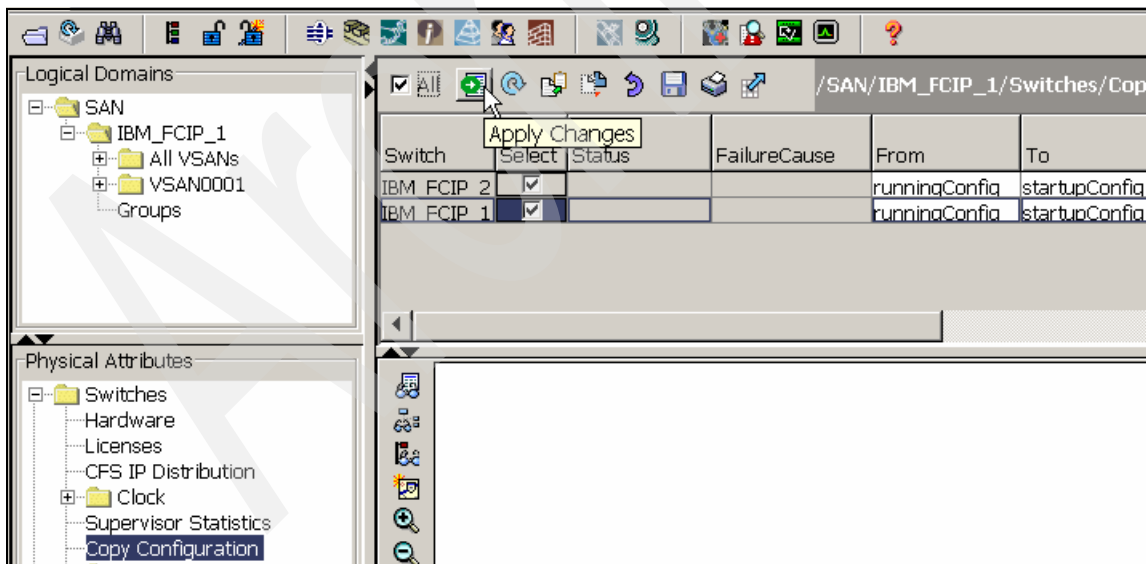 Logical Domains
SAN
IBM_FCIP_1
All VSANs
VSAN0001
Groups
All
/SAN/IBM_FCIP_1/Switches/Cop
Apply Changes
Switch Select Status FailureCause From To
IBM_FCIP_2 runningConfig startupConfig
IBM_FCIP_1 runningConfig startupConfig
Physical Attributes
Switches
Hardware
Licenses
CFS IP Distribution
Clock
Supervisor Statistics
Copy Configuration